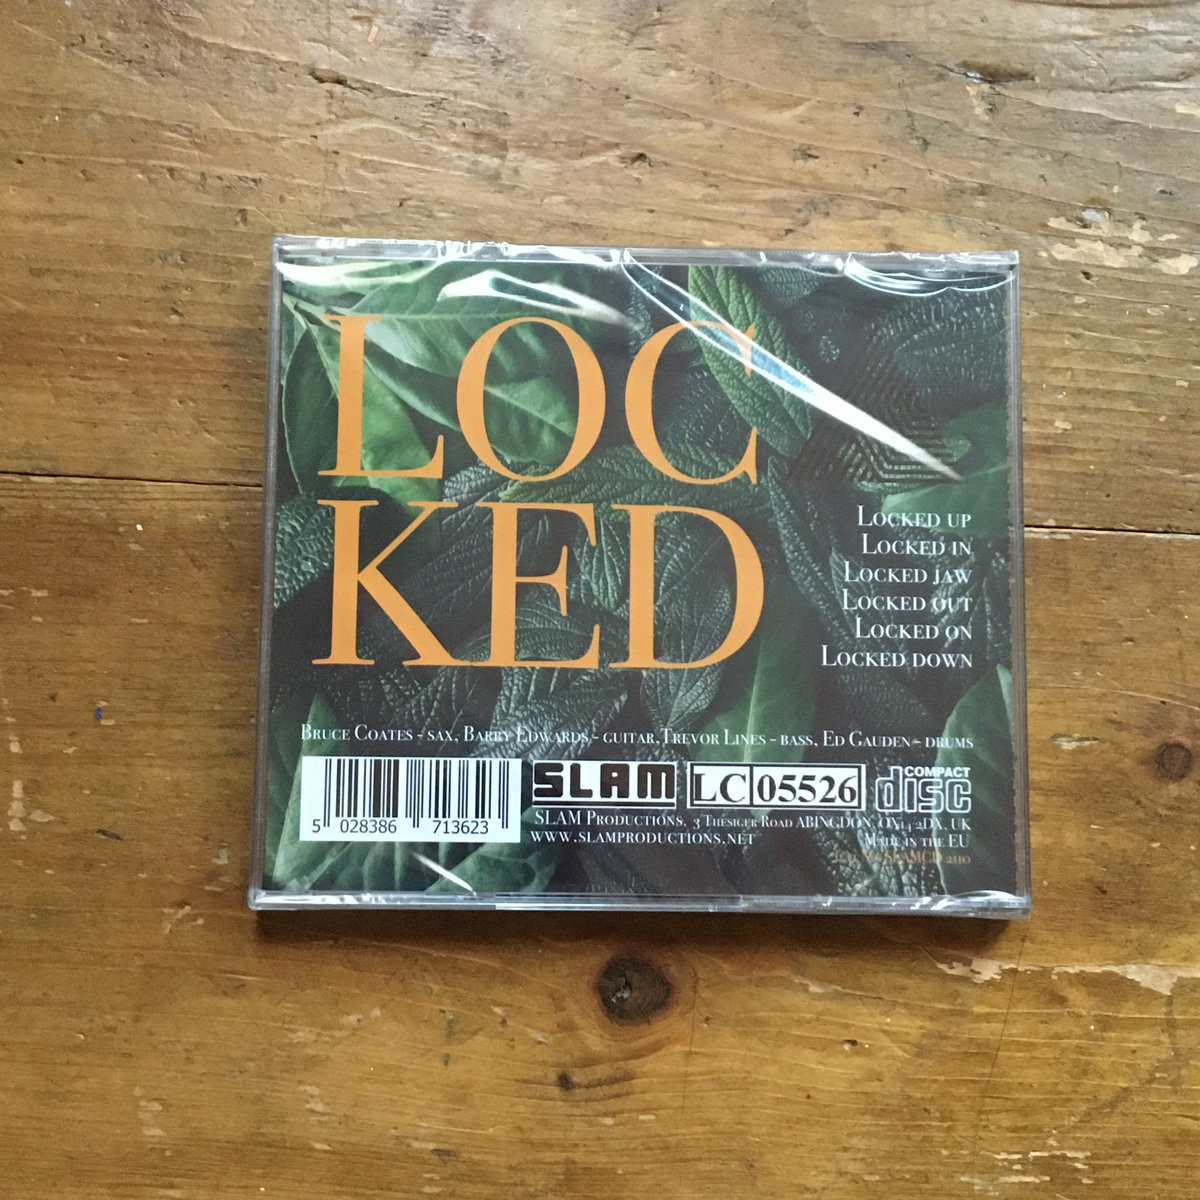 LOC
KED
Locked up
Locked in
Locked jaw
Locked out
Locked on
Locked down
Bruce Coates - sax, Barry Edwards - guitar, Trevor Lines - bass, Ed Gauden - drums
5 028386 713623
SLAM
LC 05526
COMPACT
disc
SLAM Productions, 3 Thesiger Road ABINGDON, OX14 2DX, UK
www.slamproductions.net
Made in the EU
SLAMCD 2110